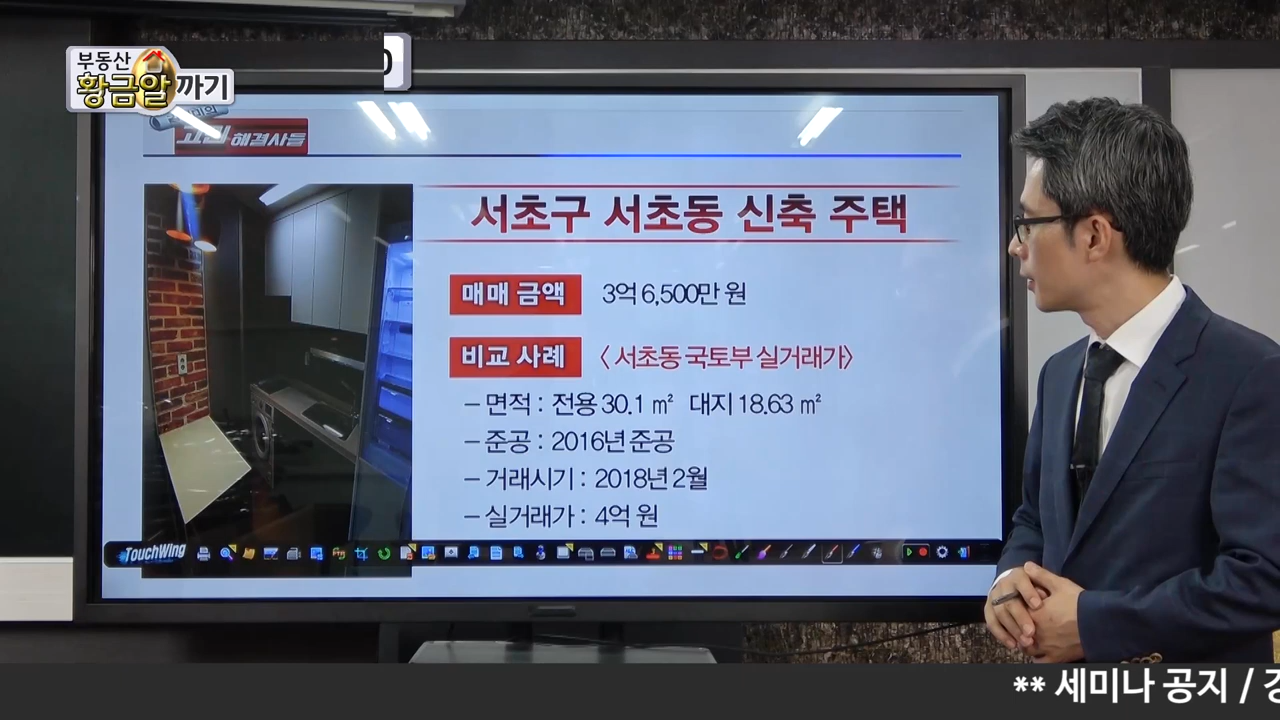 부동산
황금알까기
해결사들
서초구 서초동 신축 주택
매매 금액 3억 6,500만 원
비교 사례 〈 서초동 국토부 실거래가〉
– 면적 : 전용 30.1 ㎡ 대지 18.63 ㎡
– 준공 : 2016년 준공
– 거래시기 : 2018년 2월
– 실거래가 : 4억 원
TouchWing
** 세미나 공지 /